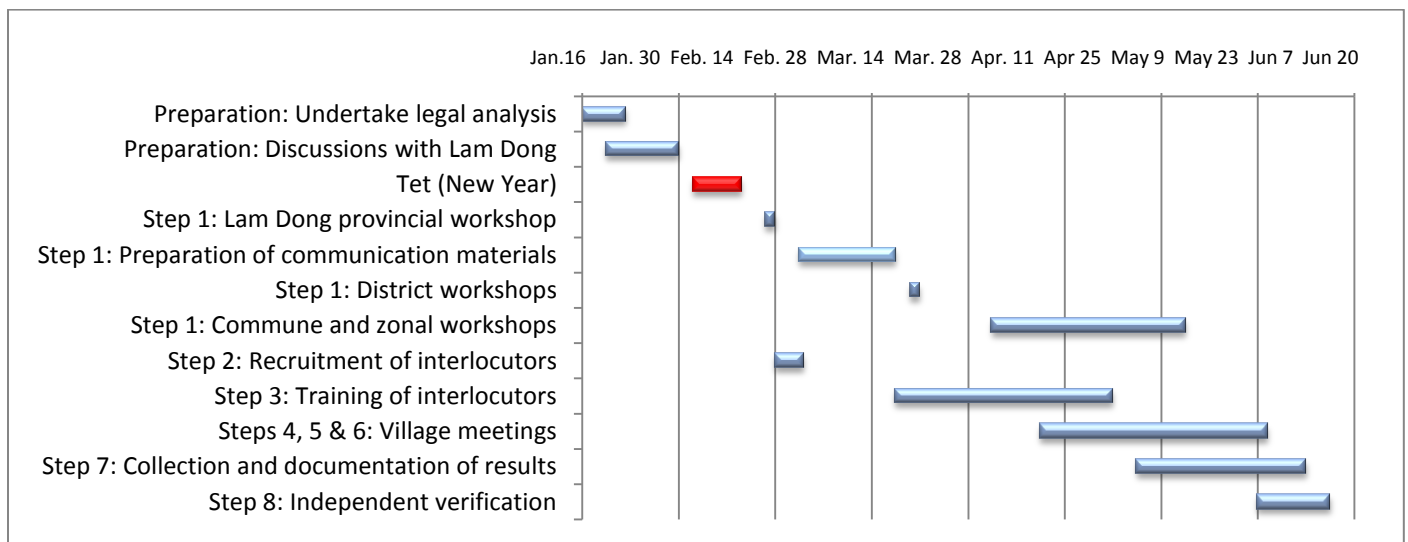 Jan.16 Jan. 30 Feb. 14 Feb. 28 Mar. 14 Mar. 28 Apr. 11 Apr 25 May 9 May 23 Jun 7 Jun 20
Preparation: Undertake legal analysis
Preparation: Discussions with Lam Dong
Tet (New Year)
Step 1: Lam Dong provincial workshop
Step 1: Preparation of communication materials
Step 1: District workshops
Step 1: Commune and zonal workshops
Step 2: Recruitment of interlocutors
Step 3: Training of interlocutors
Steps 4, 5 & 6: Village meetings
Step 7: Collection and documentation of results
Step 8: Independent verification